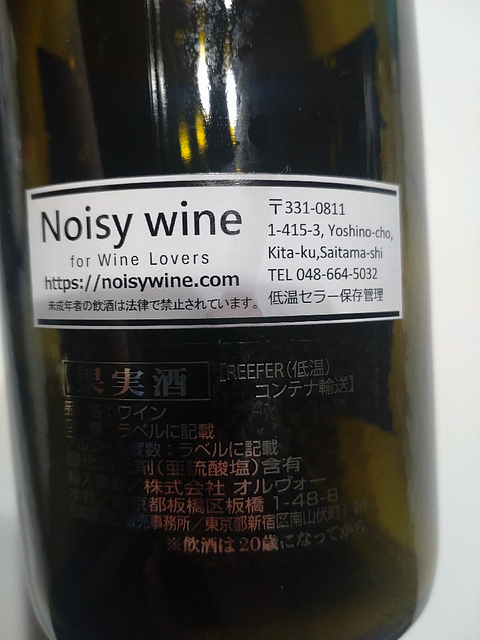 Noisy wine
for Wine Lovers
https://noisywine.com
未成年者の飲酒は法律で禁止されています。
〒331-0811
1-415-3, Yoshino-cho,
Kita-ku,Saitama-shi
TEL 048-664-5032
低温セラー保存管理
果実酒
【REEFER(低温)
コンテナ輸送】
ワイン
ラベルに記載
度数：ラベルに記載
(亜硫酸塩)含有
／株式会社 オルヴォー
京都板橋区板橋 1-48-8
売事務所／東京都新宿区南山伏町
※飲酒は20歳になってから